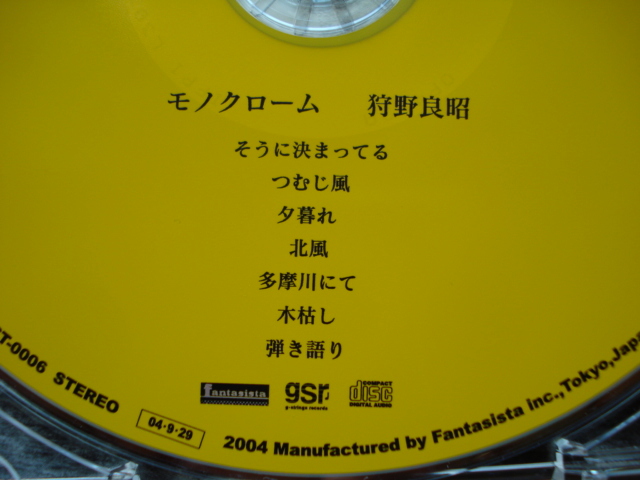 モノクローム 狩野良昭
そうに決まってる
つむじ風
夕暮れ
北風
多摩川にて
木枯し
弾き語り
fantasista
gsr
g-strings records
COMPACT
disc
DIGITAL AUDIO
T-0006 STEREO
04・9・29
2004 Manufactured by Fantasista inc.,Tokyo,Japa